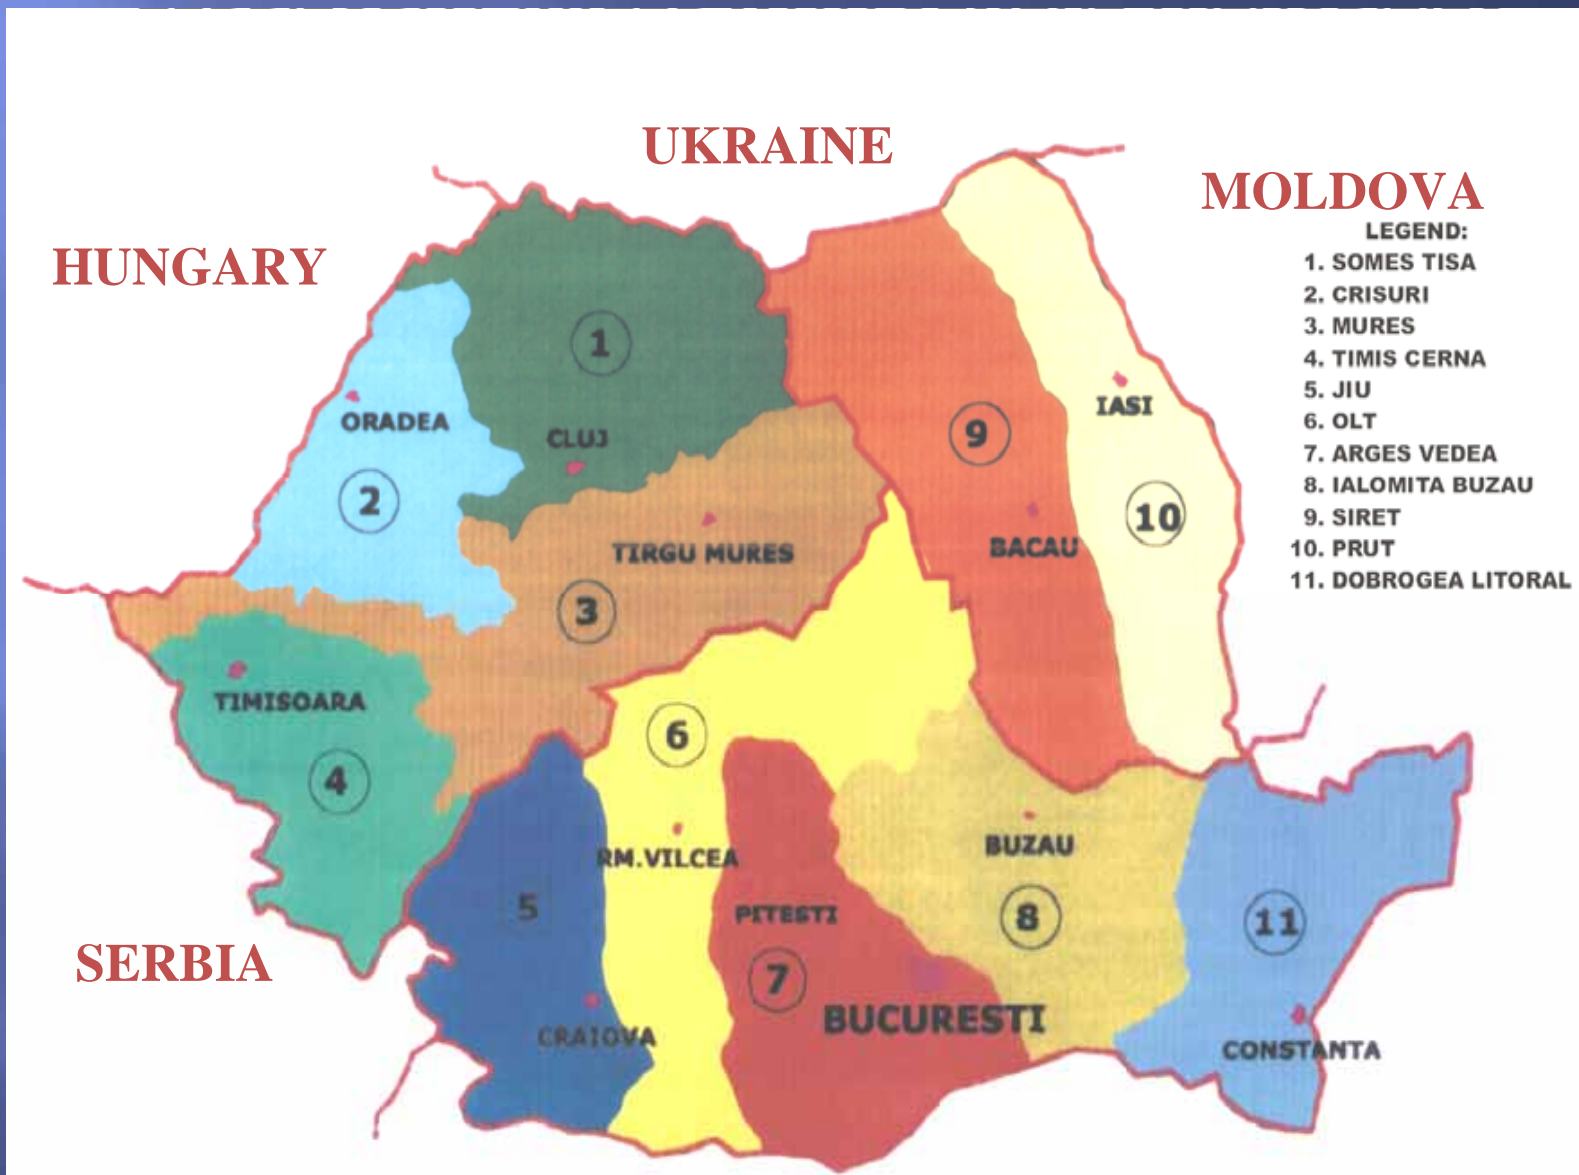 UKRAINE
MOLDOVA
HUNGARY
LEGEND:
1. SOMES TISA
2. CRISURI
3. MURES
4. TIMIS CERNA
5. JIU
6. OLT
7. ARGES VEDEA
8. IALOMITA BUZAU
9. SIRET
10. PRUT
11. DOBROGEA LITORAL
1
ORADEA
CLUJ
9
IASI
2
10
TIRGU MURES
BACAU
3
TIMISOARA
6
4
RM.VILCEA
BUZAU
5
PITESTI
8
11
SERBIA
7
BUCURESTI
CRAIOVA
CONSTANTA